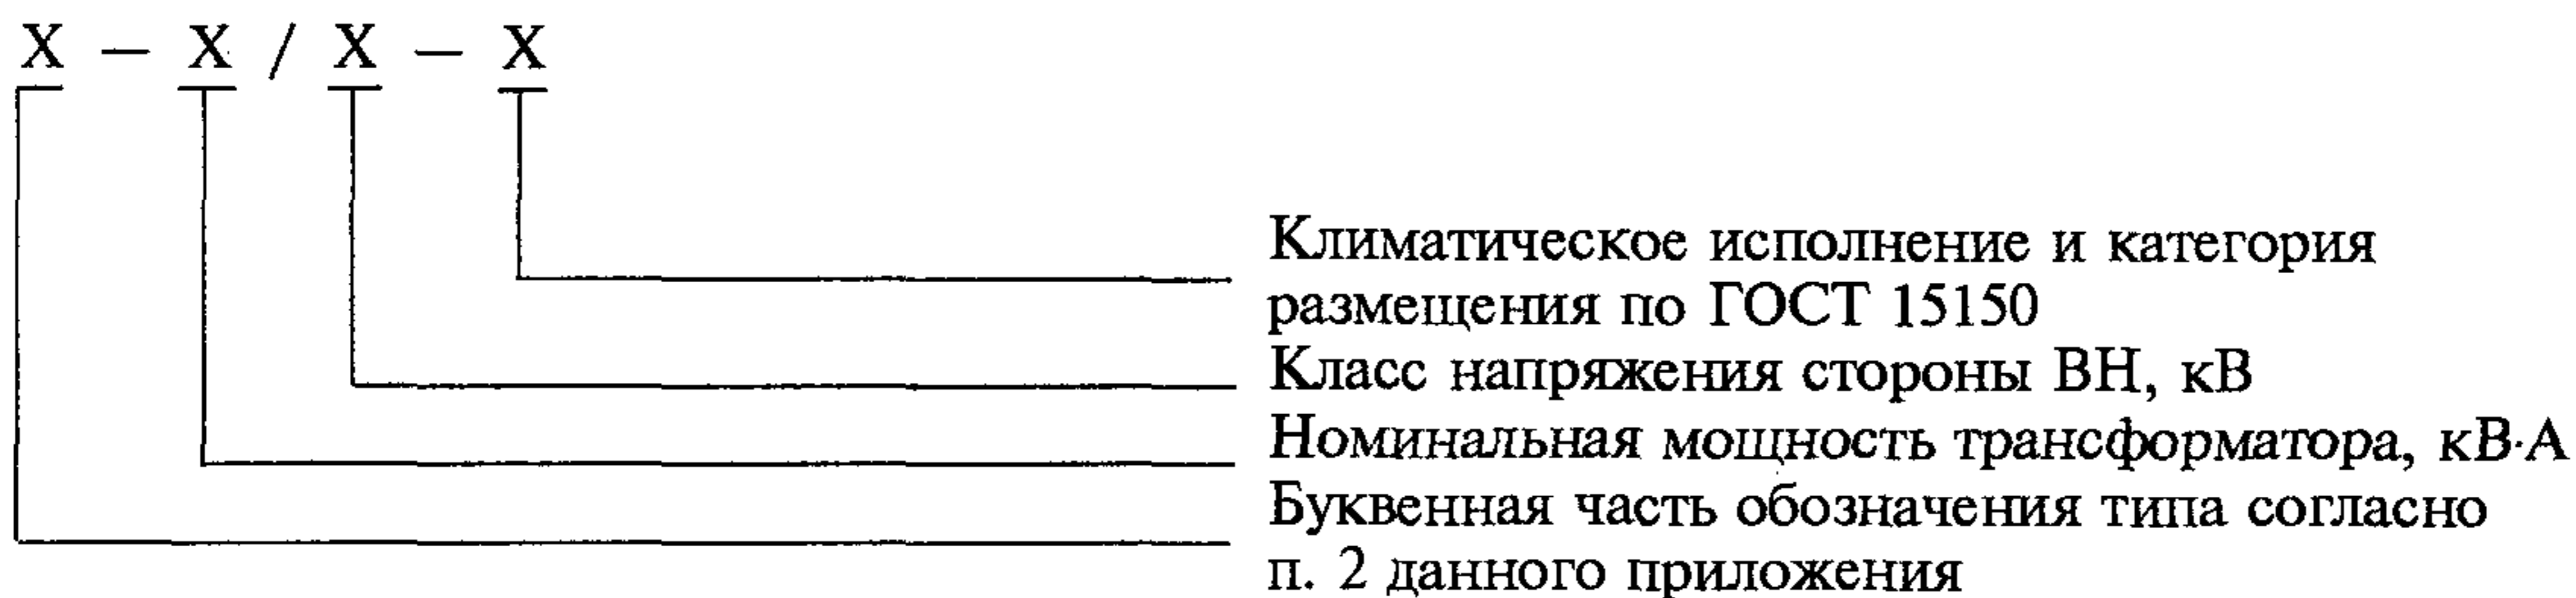 Х – Х / Х – Х
Климатическое исполнение и категория
размещения по ГОСТ 15150
Класс напряжения стороны ВН, кВ
Номинальная мощность трансформатора, кВ·А
Буквенная часть обозначения типа согласно
п. 2 данного приложения